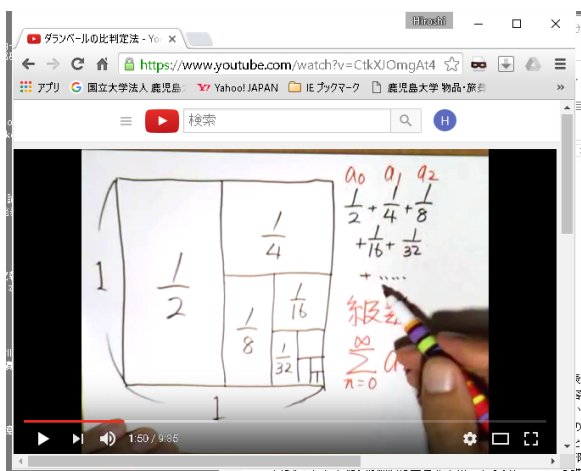 Hiroshi
ダランベールの比判定法 - Yo
https://www.youtube.com/watch?v=CtkXJOmgAt4
アプリ 国立大学法人 鹿児島 Yahoo! JAPAN IE ブックマーク 鹿児島大学 物品・旅費 »
検索 H
a₀ a₁ a₂
1/2 + 1/4 + 1/8
+ 1/16 + 1/32
+ ……
級
∞
Σ a
n=0
1
1/2
1/4
1/8
1/16
1/32
1
1:50 / 9:35